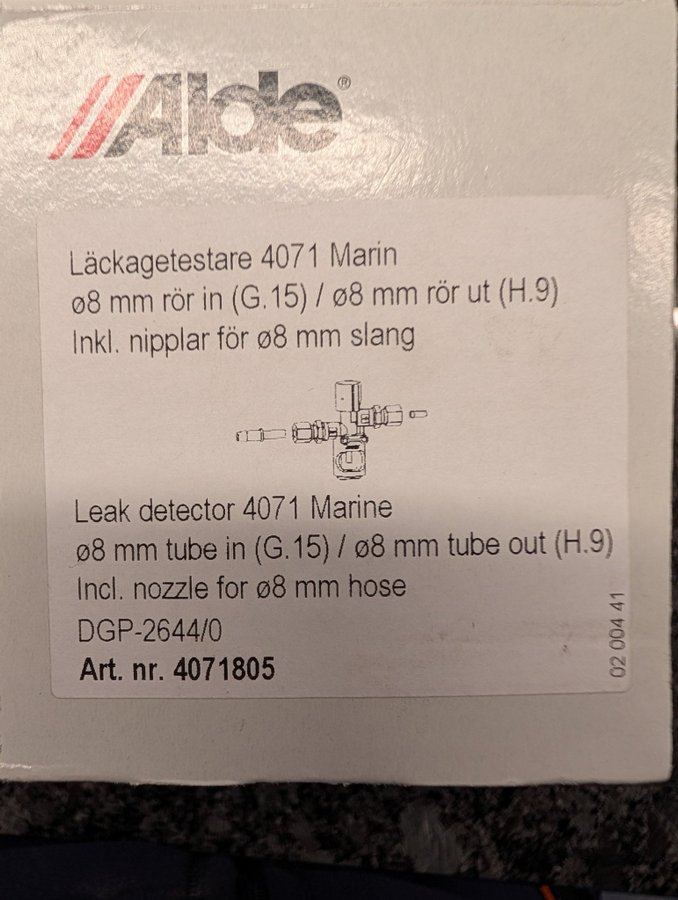 Alde®
Läckagetestare 4071 Marin
ø8 mm rör in (G.15) / ø8 mm rör ut (H.9)
Inkl. nipplar för ø8 mm slang
Leak detector 4071 Marine
ø8 mm tube in (G.15) / ø8 mm tube out (H.9)
Incl. nozzle for ø8 mm hose
DGP-2644/0
Art. nr. 4071805
02 004 41